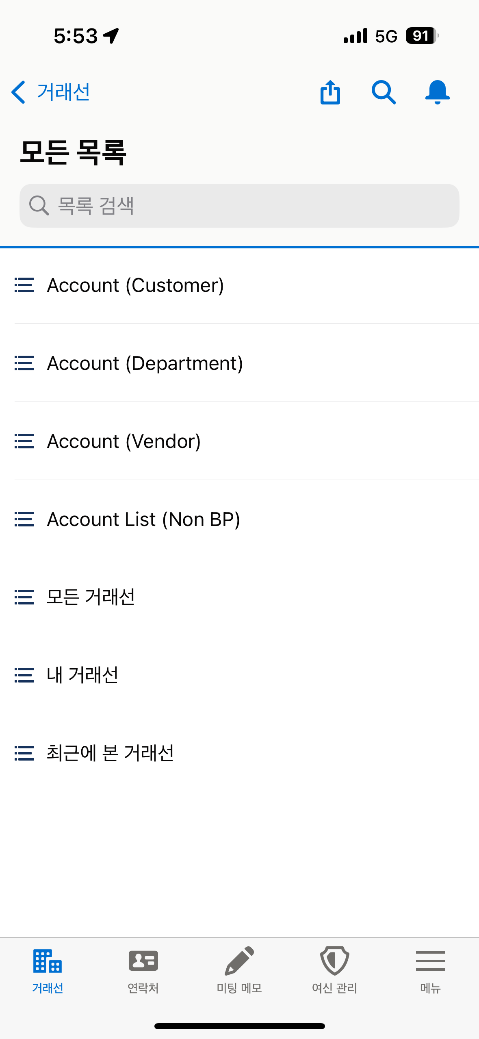 5:53
5G
91
거래선
모든 목록
목록 검색
Account (Customer)
Account (Department)
Account (Vendor)
Account List (Non BP)
모든 거래선
내 거래선
최근에 본 거래선
거래선
연락처
미팅 메모
여신 관리
메뉴